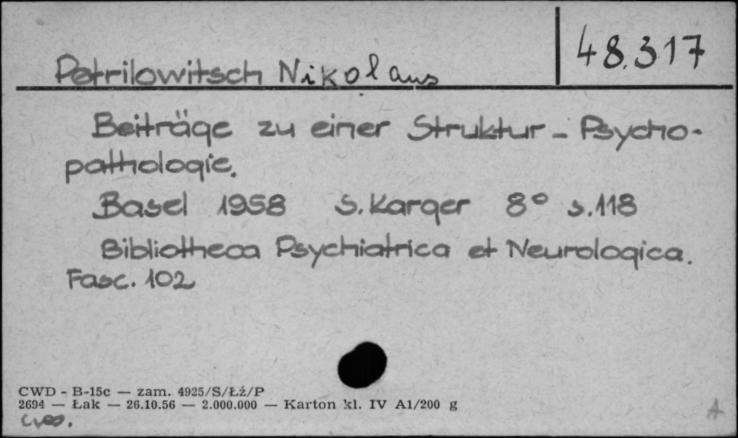 48.317
Petrilowitsch Nikolaus
Beiträge zu einer Struktur - Psycho-
pathologie.
Basel 1958 S. Karger 8° s. 118
Bibliotheca Psychiatrica et Neurologica.
Fasc. 102
CWD - B-15c — zam. 4925/S/Łź/P
2694 — Łak — 26.10.56 — 2.000.000 — Karton kl. IV A1/200 g
A